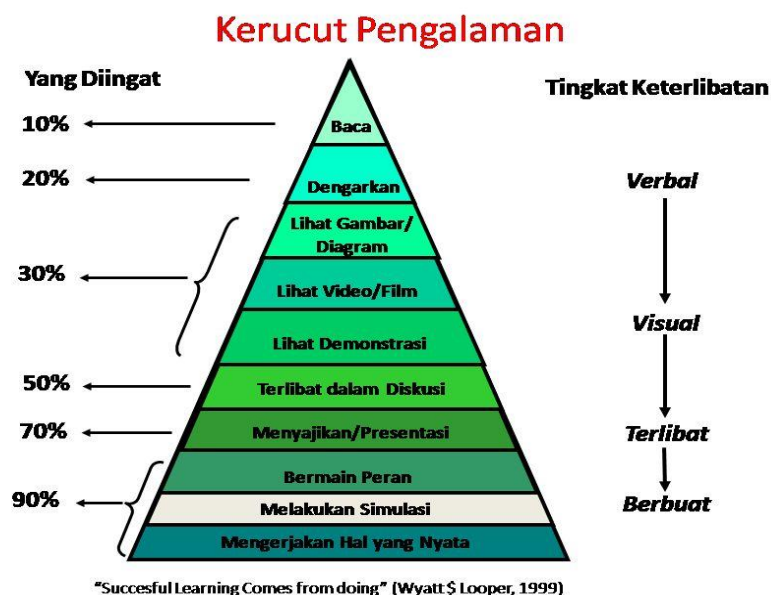 Kerucut Pengalaman
Yang Diingat
Tingkat Keterlibatan
10%
Baca
20%
Dengarkan
Verbal
Lihat Gambar/
Diagram
30%
Lihat Video/Film
Visual
Lihat Demonstrasi
50%
Terlibat dalam Diskusi
70%
Menyajikan/Presentasi
Terlibat
Bermain Peran
90%
Melakukan Simulasi
Berbuat
Mengerjakan Hal yang Nyata
“Succesful Learning Comes from doing” (Wyatt $ Looper, 1999)